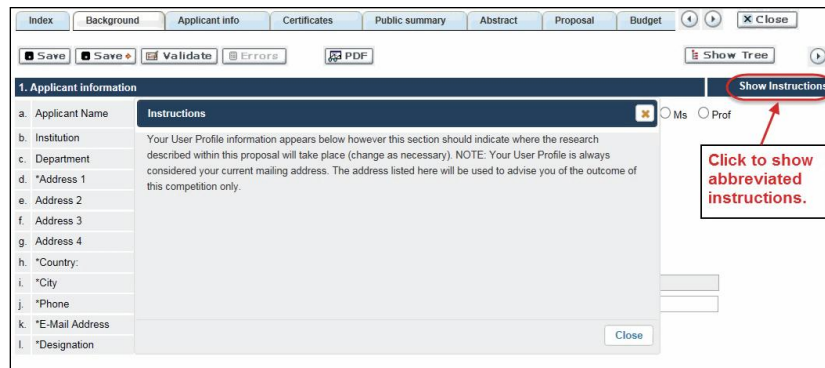 Index Background Applicant info Certificates Public summary Abstract Proposal Budget Close
Save Save Validate Errors PDF Show Tree
1. Applicant information Show Instructions
a. Applicant Name Instructions Ms Prof
b. Institution Your User Profile information appears below however this section should indicate where the research
c. Department described within this proposal will take place (change as necessary). NOTE: Your User Profile is always
d. *Address 1 considered your current mailing address. The address listed here will be used to advise you of the outcome of
e. Address 2 this competition only.
f. Address 3
g. Address 4
h. *Country:
i. *City
j. *Phone
k. *E-Mail Address
l. *Designation
Close
Click to show
abbreviated
instructions.